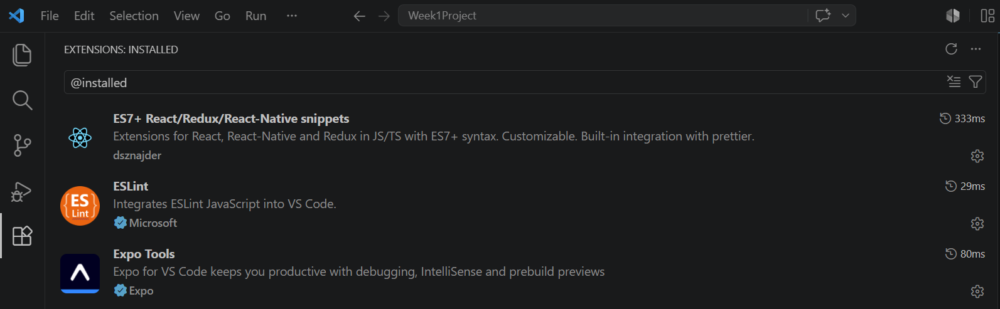 File Edit Selection View Go Run ··· Week1Project
EXTENSIONS: INSTALLED
@installed
ES7+ React/Redux/React-Native snippets 333ms
Extensions for React, React-Native and Redux in JS/TS with ES7+ syntax. Customizable. Built-in integration with prettier.
dsznajder
ES
Lint
ESLint 29ms
Integrates ESLint JavaScript into VS Code.
Microsoft
Expo Tools 80ms
Expo for VS Code keeps you productive with debugging, IntelliSense and prebuild previews
Expo